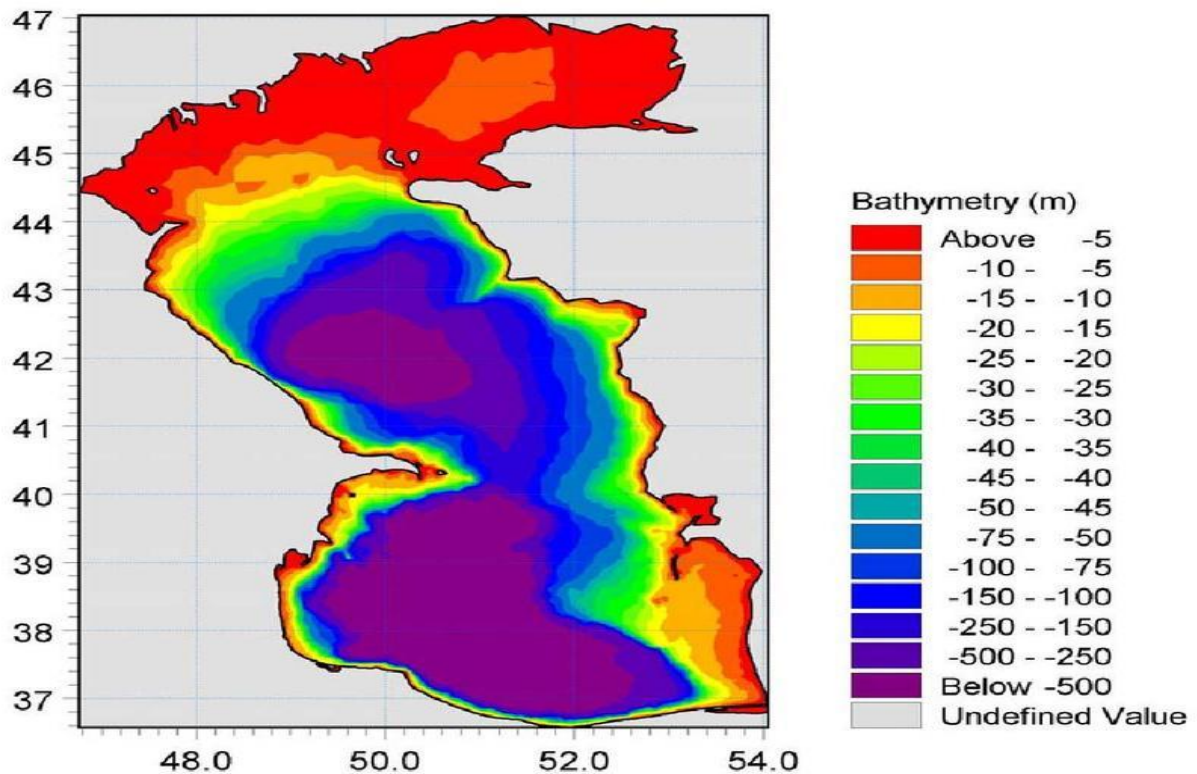 47
46
45
44
43
42
41
40
39
38
37
48.0 50.0 52.0 54.0
Bathymetry (m)
Above -5
-10 - -5
-15 - -10
-20 - -15
-25 - -20
-30 - -25
-35 - -30
-40 - -35
-45 - -40
-50 - -45
-75 - -50
-100 - -75
-150 - -100
-250 - -150
-500 - -250
Below -500
Undefined Value